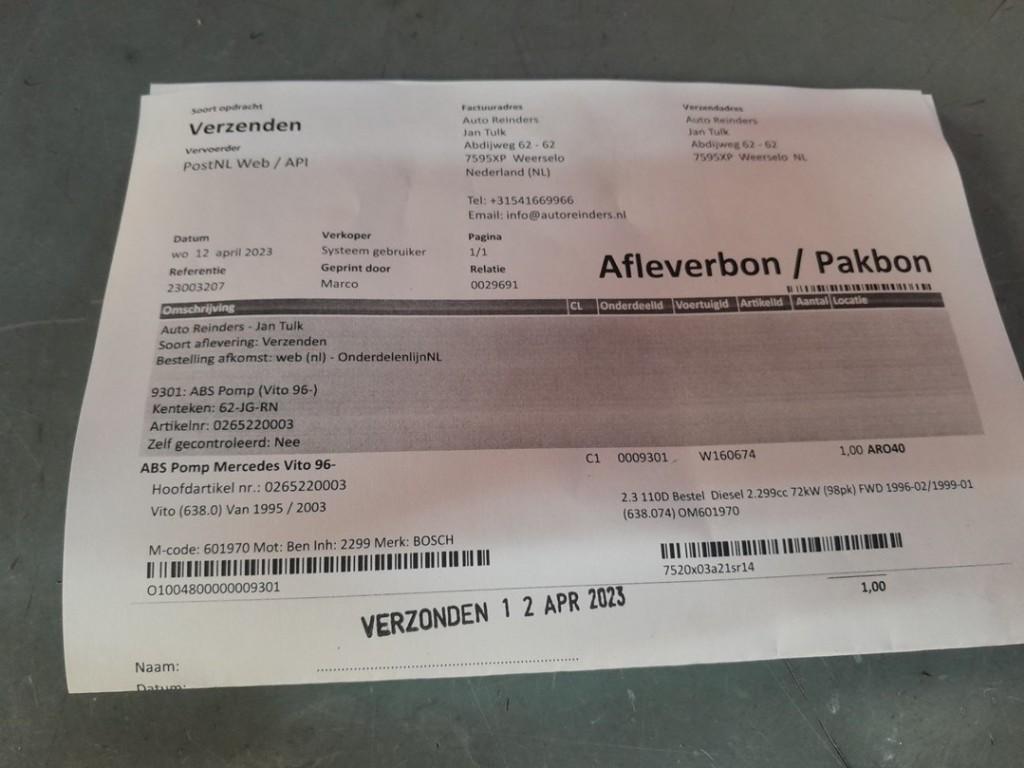 Soort opdracht
Verzenden
Vervoerder
PostNL Web / API
Factuuradres
Auto Reinders
Jan Tulk
Abdijweg 62 - 62
7595XP Weerselo
Nederland (NL)
Tel: +31541669966
Email: info@autoreinders.nl
Verzendadres
Auto Reinders
Jan Tulk
Abdijweg 62 - 62
7595XP Weerselo NL
Datum Verkoper Pagina
wo 12 april 2023 Systeem gebruiker 1/1
Referentie Geprint door Relatie
23003207 Marco 0029691
Afleverbon / Pakbon
Omschrijving CL OnderdeelId VoertuigId ArtikelId Aantal Locatie
Auto Reinders - Jan Tulk
Soort aflevering: Verzenden
Bestelling afkomst: web (nl) - OnderdelenlijnNL
9301: ABS Pomp (Vito 96-)
Kenteken: 62-JG-RN
Artikelnr: 0265220003
Zelf gecontroleerd: Nee
ABS Pomp Mercedes Vito 96- C1 0009301 W160674 1,00 ARO40
Hoofdartikel nr.: 0265220003
Vito (638.0) Van 1995 / 2003
2.3 110D Bestel Diesel 2.299cc 72kW (98pk) FWD 1996-02/1999-01
(638.074) OM601970
M-code: 601970 Mot: Ben Inh: 2299 Merk: BOSCH
O1004800000009301
7520x03a21sr14
1,00
VERZONDEN 1 2 APR 2023
Naam:
Datum: